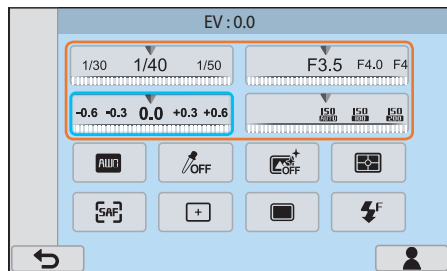 EV : 0.0
1/30 1/40 1/50
F3.5 F4.0 F4
-0.6 -0.3 0.0 +0.3 +0.6
ISO AUTO ISO 100 ISO 200
AWB OFF OFF
SAF + F